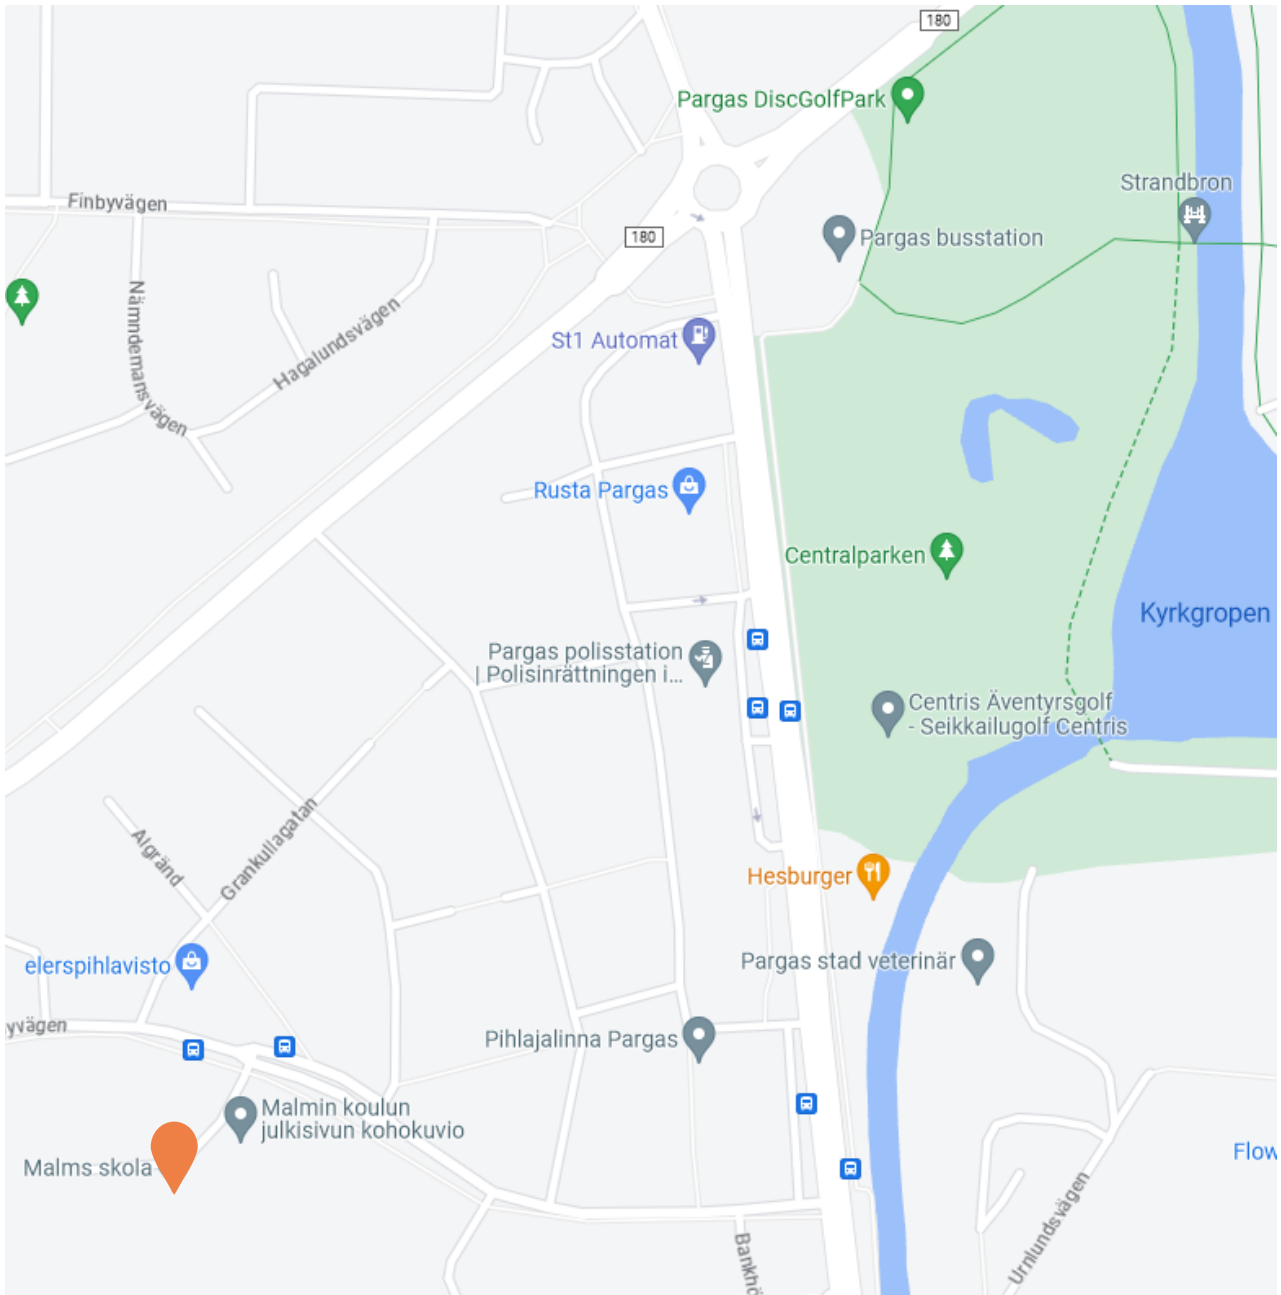 180
Pargas DiscGolfPark
Strandbron
Finbyvägen
180
Pargas busstation
Nämndemansvägen
Hagalundsvägen
St1 Automat
Rusta Pargas
Centralparken
Kyrkgropen
Pargas polisstation
| Polisinrättningen i...
Centris Äventyrsgolf
- Seikkailugolf Centris
Algränd
Grankullagatan
Hesburger
elerspihlavisto
Pargas stad veterinär
yvägen
Pihlajalinna Pargas
Malmin koulun
julkisivun kohokuvio
Malms skola
Flow
Urnlundsvägen
Bankhö